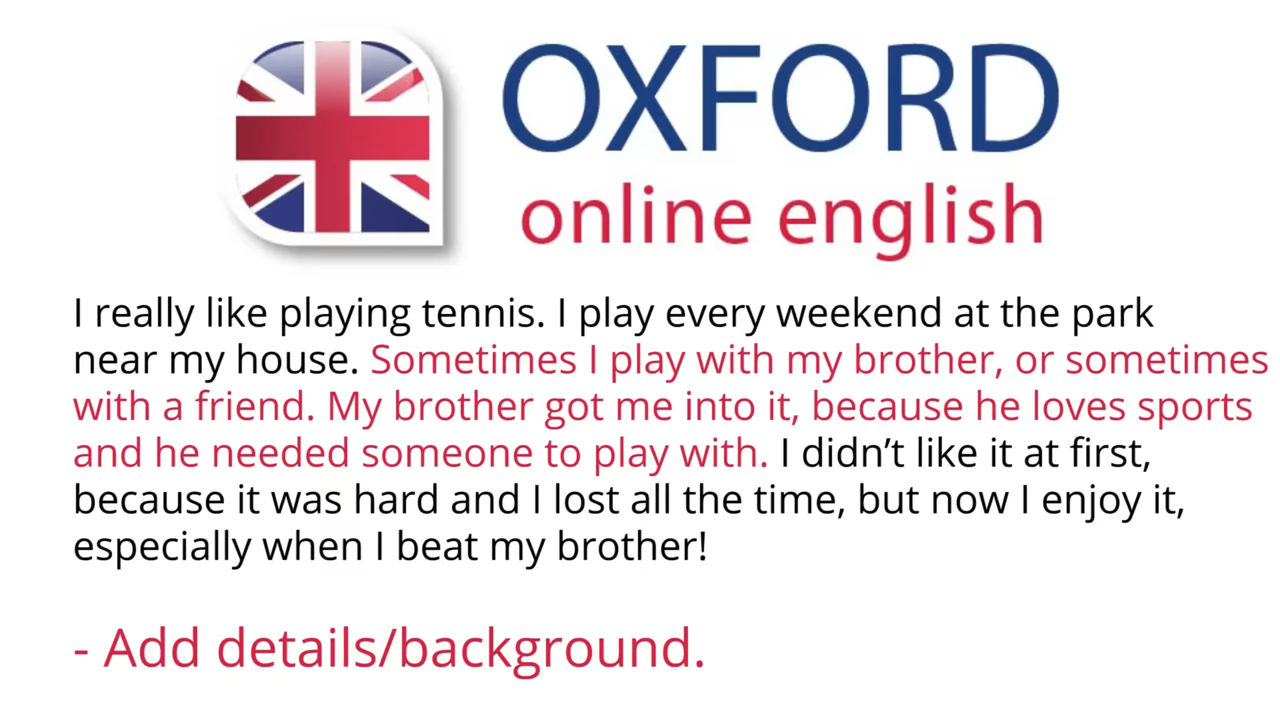 OXFORD
online english
I really like playing tennis. I play every weekend at the park
near my house. Sometimes I play with my brother, or sometimes
with a friend. My brother got me into it, because he loves sports
and he needed someone to play with. I didn’t like it at first,
because it was hard and I lost all the time, but now I enjoy it,
especially when I beat my brother!
- Add details/background.